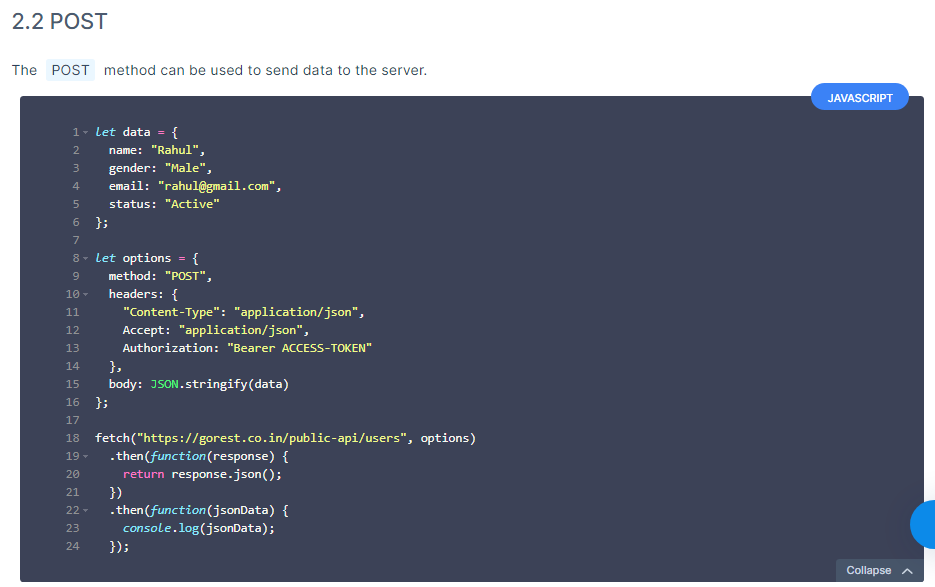 2.2 POST
The POST method can be used to send data to the server.
JAVASCRIPT
1 let data = {
2   name: "Rahul",
3   gender: "Male",
4   email: "rahul@gmail.com",
5   status: "Active"
6 };
7
8 let options = {
9   method: "POST",
10   headers: {
11     "Content-Type": "application/json",
12     Accept: "application/json",
13     Authorization: "Bearer ACCESS-TOKEN"
14   },
15   body: JSON.stringify(data)
16 };
17
18 fetch("https://gorest.co.in/public-api/users", options)
19   .then(function(response) {
20     return response.json();
21   })
22   .then(function(jsonData) {
23     console.log(jsonData);
24   });
Collapse